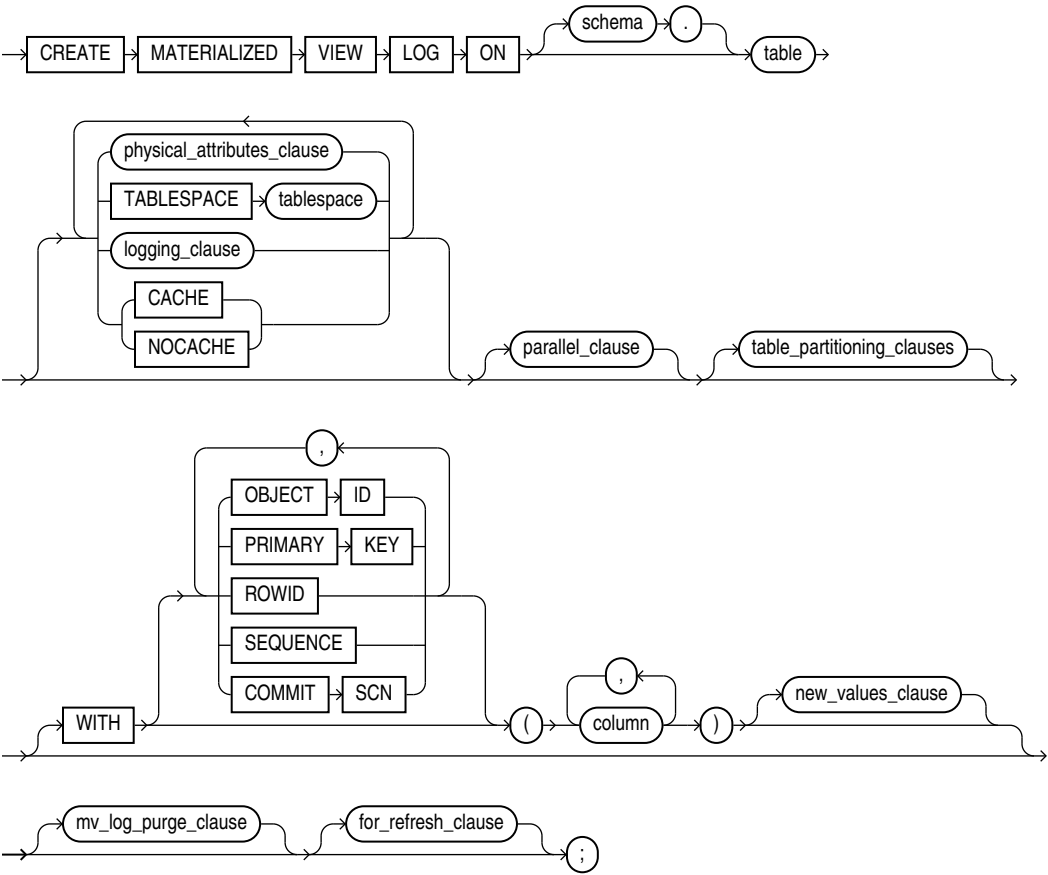 CREATE MATERIALIZED VIEW LOG ON schema . table
physical_attributes_clause
TABLESPACE tablespace
logging_clause
CACHE
NOCACHE
parallel_clause table_partitioning_clauses
,
OBJECT ID
PRIMARY KEY
ROWID
SEQUENCE
COMMIT SCN
WITH ( , column ) new_values_clause
mv_log_purge_clause for_refresh_clause ;